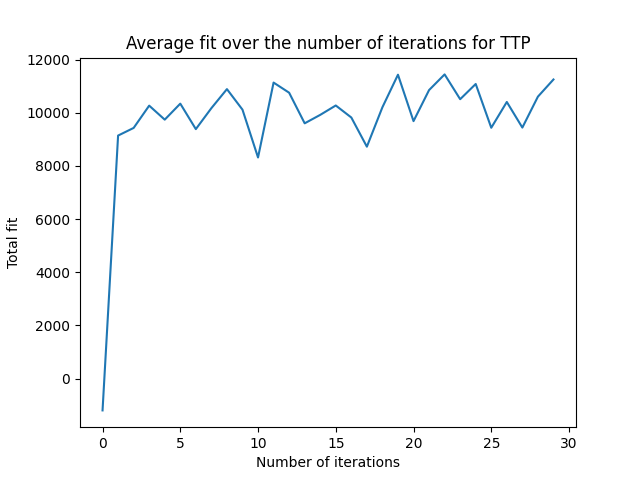 Average fit over the number of iterations for TTP
12000
10000
8000
6000
4000
2000
0
Total fit
0 5 10 15 20 25 30
Number of iterations